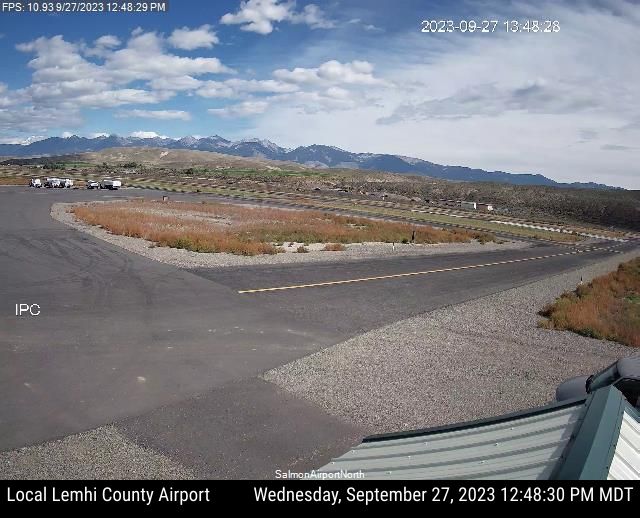 FPS: 10.93 9/27/2023 12:48:29 PM
2023-09-27 13:48:28
IPC
SalmonAirportNorth
Local Lemhi County Airport Wednesday, September 27, 2023 12:48:30 PM MDT